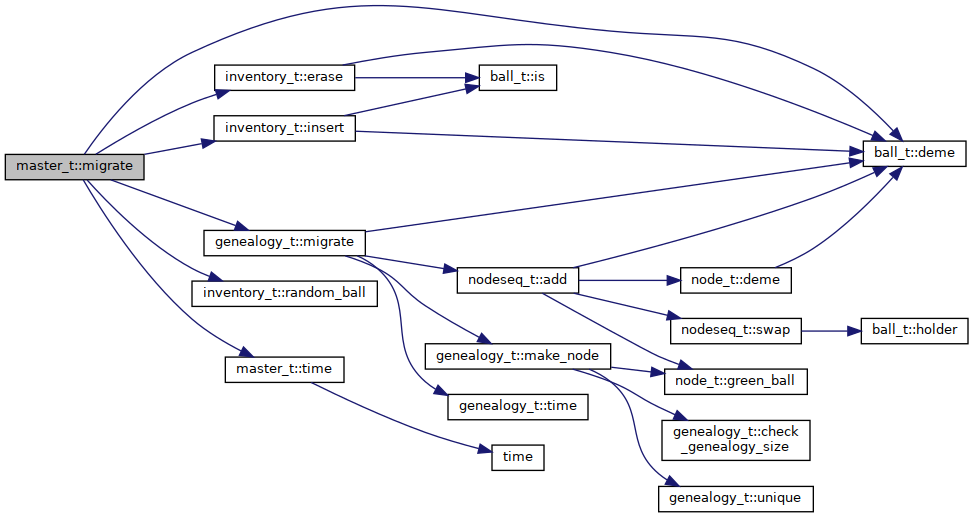 master_t::migrate
inventory_t::erase
inventory_t::insert
genealogy_t::migrate
inventory_t::random_ball
master_t::time
ball_t::is
nodeseq_t::add
genealogy_t::make_node
genealogy_t::time
time
node_t::deme
nodeseq_t::swap
node_t::green_ball
genealogy_t::check
_genealogy_size
genealogy_t::unique
ball_t::deme
ball_t::holder